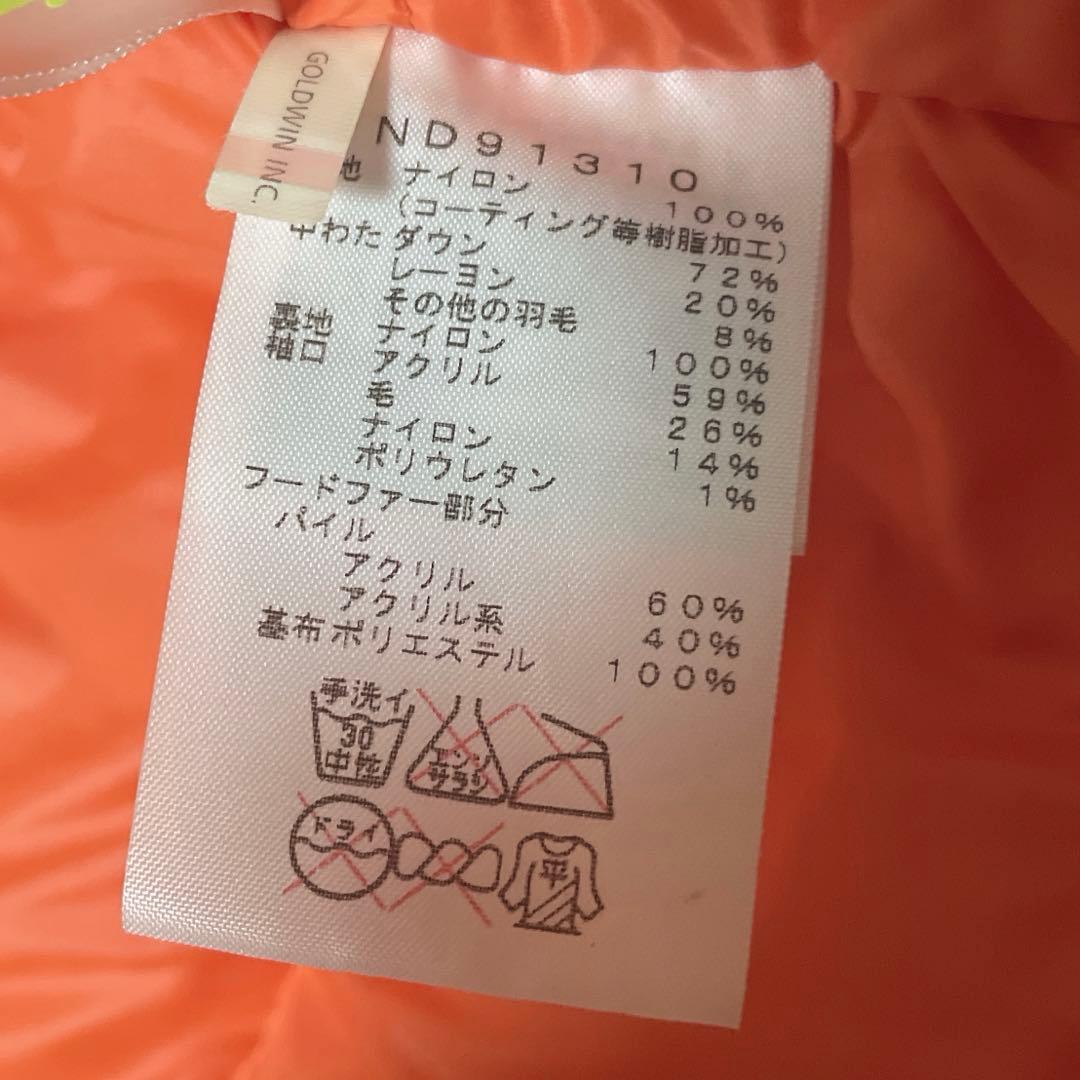 GOLDWIN INC.
ND91310
地 ナイロン 100%
(コーティング等樹脂加工)
中わた ダウン 72%
レーヨン 20%
その他の羽毛 8%
裏地 ナイロン 100%
袖口 アクリル 59%
毛 26%
ナイロン 14%
ポリウレタン 1%
フードファー部分
パイル
アクリル 60%
アクリル系 40%
基布 ポリエステル 100%
手洗イ
30
中性
エンソ
サラシ
ドライ
平